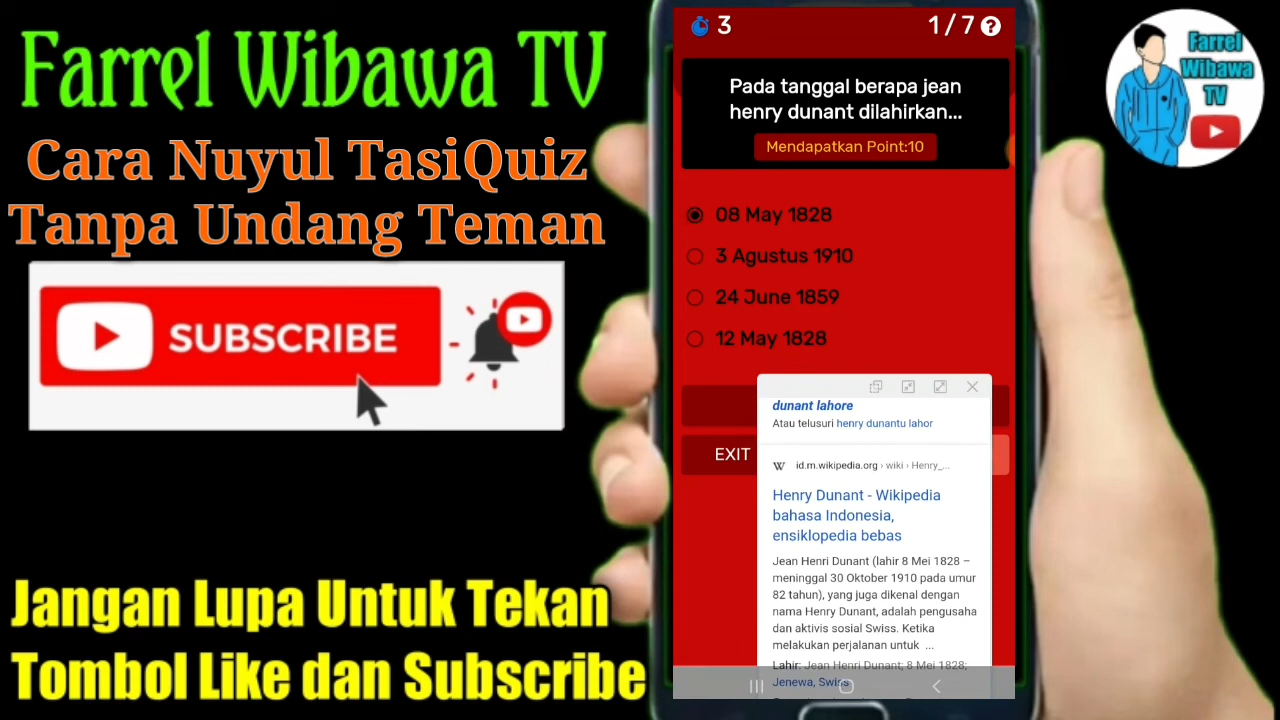 Farrel Wibawa TV
Cara Nuyul TasiQuiz
Tanpa Undang Teman
SUBSCRIBE
Jangan Lupa Untuk Tekan
Tombol Like dan Subscribe
3
1 / 7 ?
Pada tanggal berapa jean
henry dunant dilahirkan...
Mendapatkan Point:10
08 May 1828
3 Agustus 1910
24 June 1859
12 May 1828
EXIT
dunant lahore
Atau telusuri henry dunantu lahor
W id.m.wikipedia.org › wiki › Henry_...
Henry Dunant - Wikipedia
bahasa Indonesia,
ensiklopedia bebas
Jean Henri Dunant (lahir 8 Mei 1828 –
meninggal 30 Oktober 1910 pada umur
82 tahun), yang juga dikenal dengan
nama Henry Dunant, adalah pengusaha
dan aktivis sosial Swiss. Ketika
melakukan perjalanan untuk ...
Lahir: Jean Henri Dunant; 8 Mei 1828;
Jenewa, Swiss
Farrel
Wibawa
TV